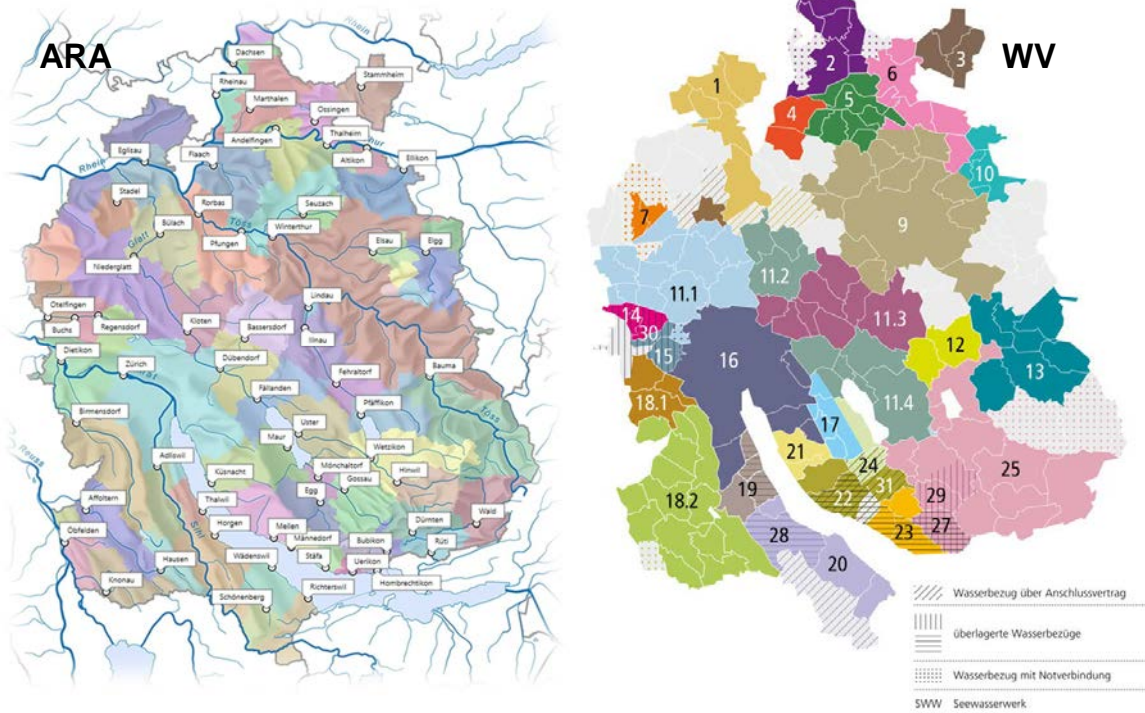 ARA
WV
Rhein
Dachsen
Stammheim
Rheinau
Marthalen
Ossingen
Andelfingen
Thalheim
Thur
Rhein
Eglisau
Flaach
Altikon
Ellikon
Stadel
Rorbas
Seuzach
Bülach
Töss
Winterthur
Glatt
Pfungen
Elsau
Elgg
Niederglatt
Otelfingen
Lindau
Buchs
Regensdorf
Kloten
Bassersdorf
Illnau
Dietikon
Zürich
Dübendorf
Fehraltorf
Bauma
Fällanden
Pfäffikon
Töss
Birmensdorf
Uster
Reuss
Maur
Wetzikon
Adliswil
Küsnacht
Mönchaltorf
Hinwil
Gossau
Affoltern
Thalwil
Egg
Wald
Obfelden
Sihl
Horgen
Meilen
Dürnten
Männedorf
Bubikon
Rüti
Hausen
Wädenswil
Stäfa
Uerikon
Knonau
Richterswil
Hombrechtikon
Schönenberg
1
2
3
4
5
6
7
9
10
11.1
11.2
11.3
11.4
12
13
14
30
15
16
17
18.1
18.2
19
20
21
22
23
24
25
27
28
29
31
Wasserbezug über Anschlussvertrag
überlagerte Wasserbezüge
Wasserbezug mit Notverbindung
SWW Seewasserwerk